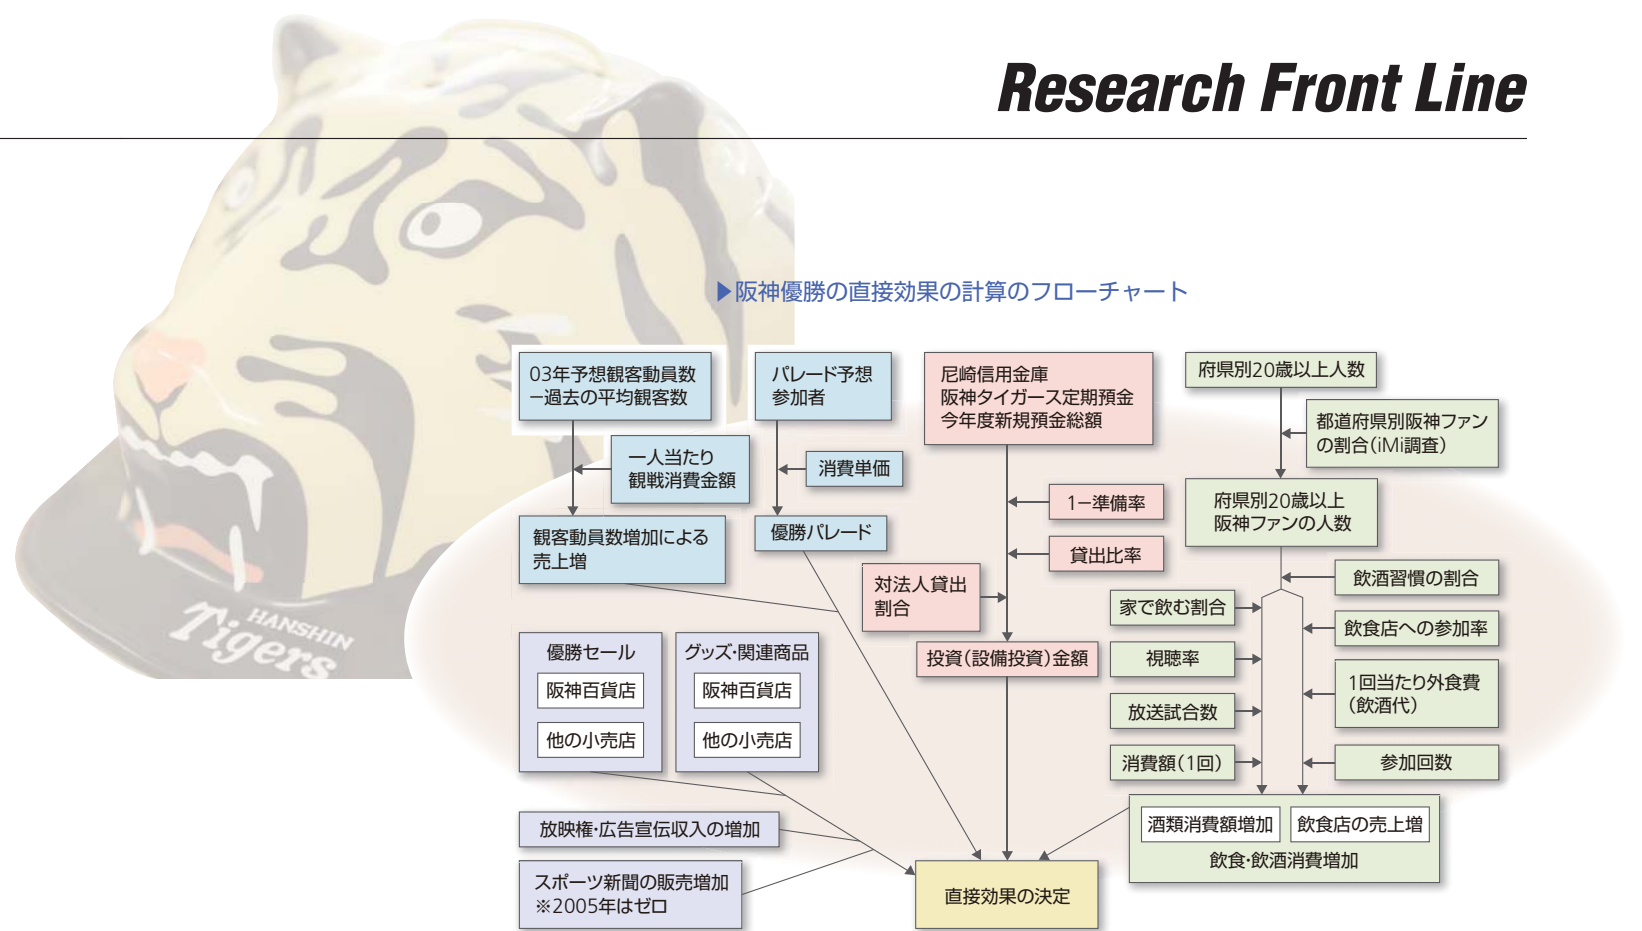 Research Front Line
▶阪神優勝の直接効果の計算のフローチャート
03年予想観客動員数
－過去の平均観客数
一人当たり
観戦消費金額
観客動員数増加による
売上増
パレード予想
参加者
消費単価
優勝パレード
尼崎信用金庫
阪神タイガース定期預金
今年度新規預金総額
1－準備率
貸出比率
対法人貸出
割合
投資(設備投資)金額
府県別20歳以上人数
都道府県別阪神ファン
の割合(iMi調査)
府県別20歳以上
阪神ファンの人数
飲酒習慣の割合
家で飲む割合
飲食店への参加率
視聴率
1回当たり外食費
(飲酒代)
放送試合数
消費額(1回)
参加回数
酒類消費額増加
飲食店の売上増
飲食・飲酒消費増加
優勝セール
阪神百貨店
他の小売店
グッズ・関連商品
阪神百貨店
他の小売店
放映権・広告宣伝収入の増加
スポーツ新聞の販売増加
※2005年はゼロ
直接効果の決定
HANSHIN
Tigers